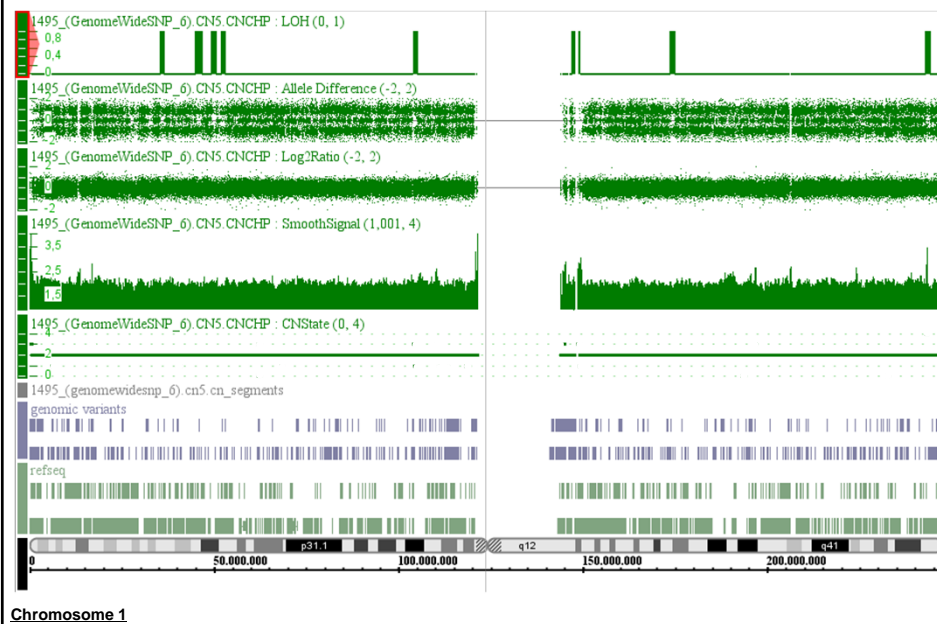 1495_(GenomeWideSNP_6).CN5.CNCHP : LOH (0, 1)
0,8
0,4
0
1495_(GenomeWideSNP_6).CN5.CNCHP : Allele Difference (-2, 2)
0
-2
1495_(GenomeWideSNP_6).CN5.CNCHP : Log2Ratio (-2, 2)
2
0
-2
1495_(GenomeWideSNP_6).CN5.CNCHP : SmoothSignal (1,001, 4)
3,5
2,5
1,5
1495_(GenomeWideSNP_6).CN5.CNCHP : CNState (0, 4)
4
2
0
1495_(genomewidesnp_6).cn5.cn_segments
genomic variants
refseq
p31.1 q12 q41
0 50.000.000 100.000.000 150.000.000 200.000.000
Chromosome 1